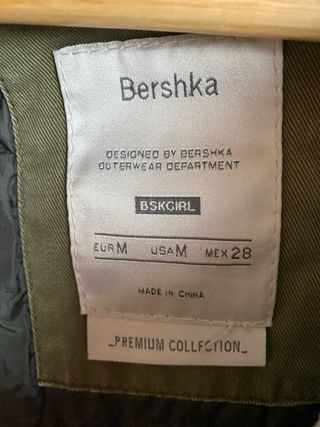 Bershka
DESIGNED BY BERSHKA
OUTERWEAR DEPARTMENT
BSKGIRL
EUR M USA M MEX 28
MADE IN CHINA
_PREMIUM COLLECTION_